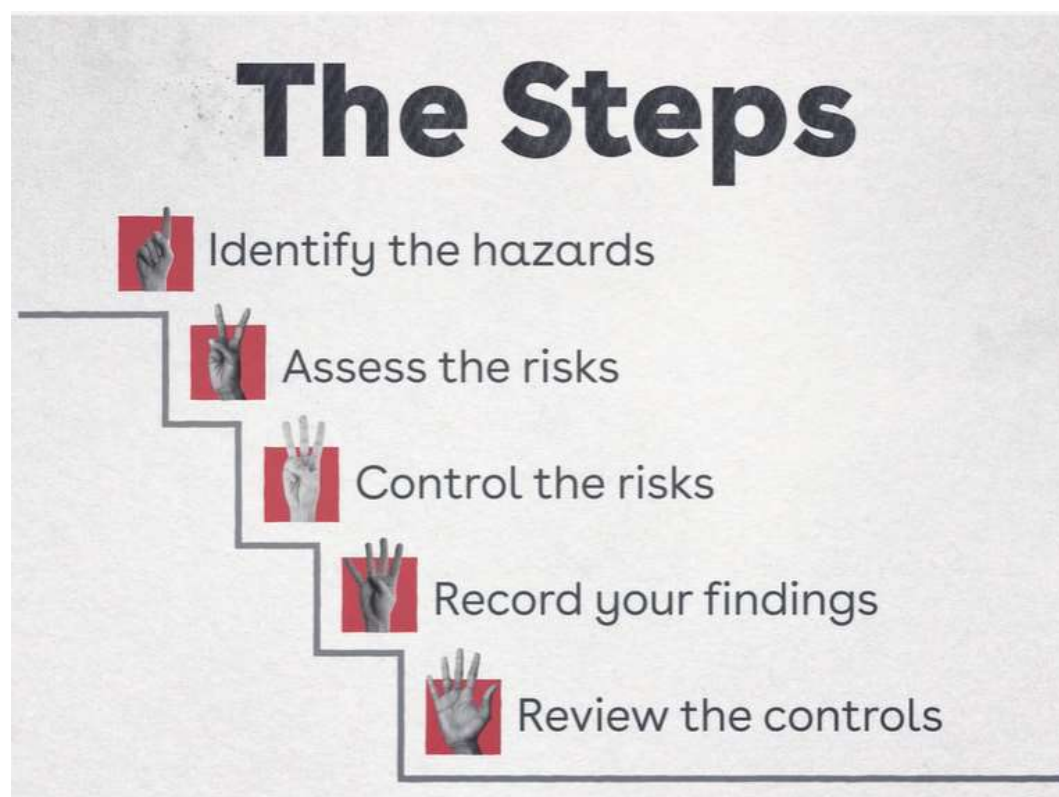 The Steps
Identify the hazards
Assess the risks
Control the risks
Record your findings
Review the controls